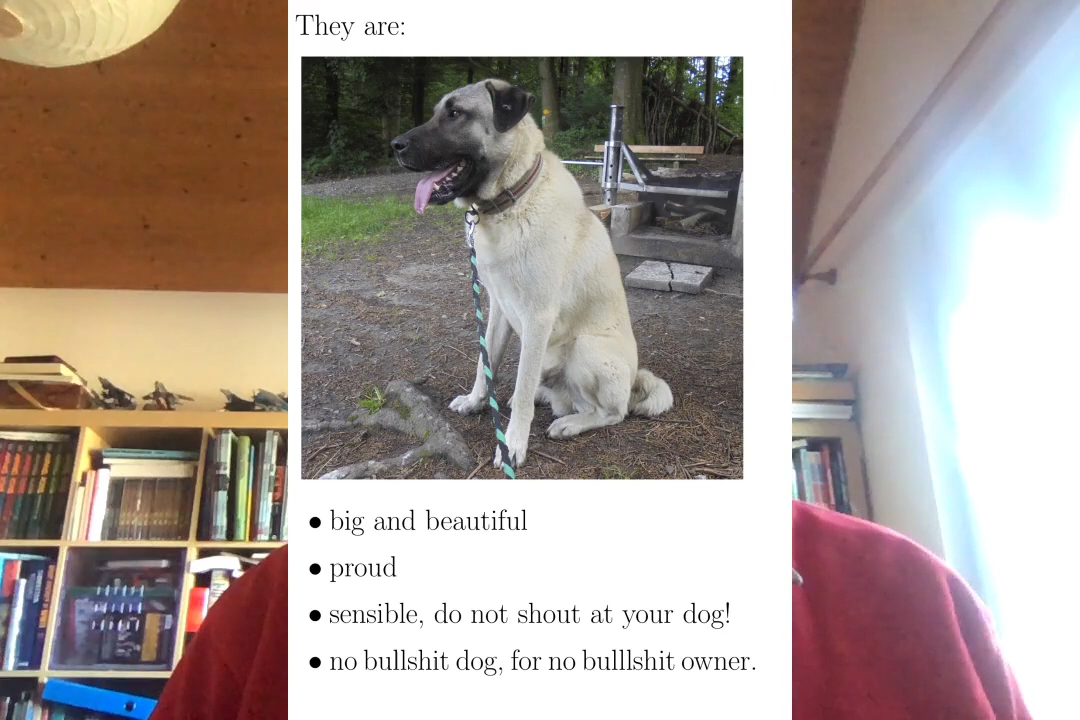 They are:
• big and beautiful
• proud
• sensible, do not shout at your dog!
• no bullshit dog, for no bulllshit owner.